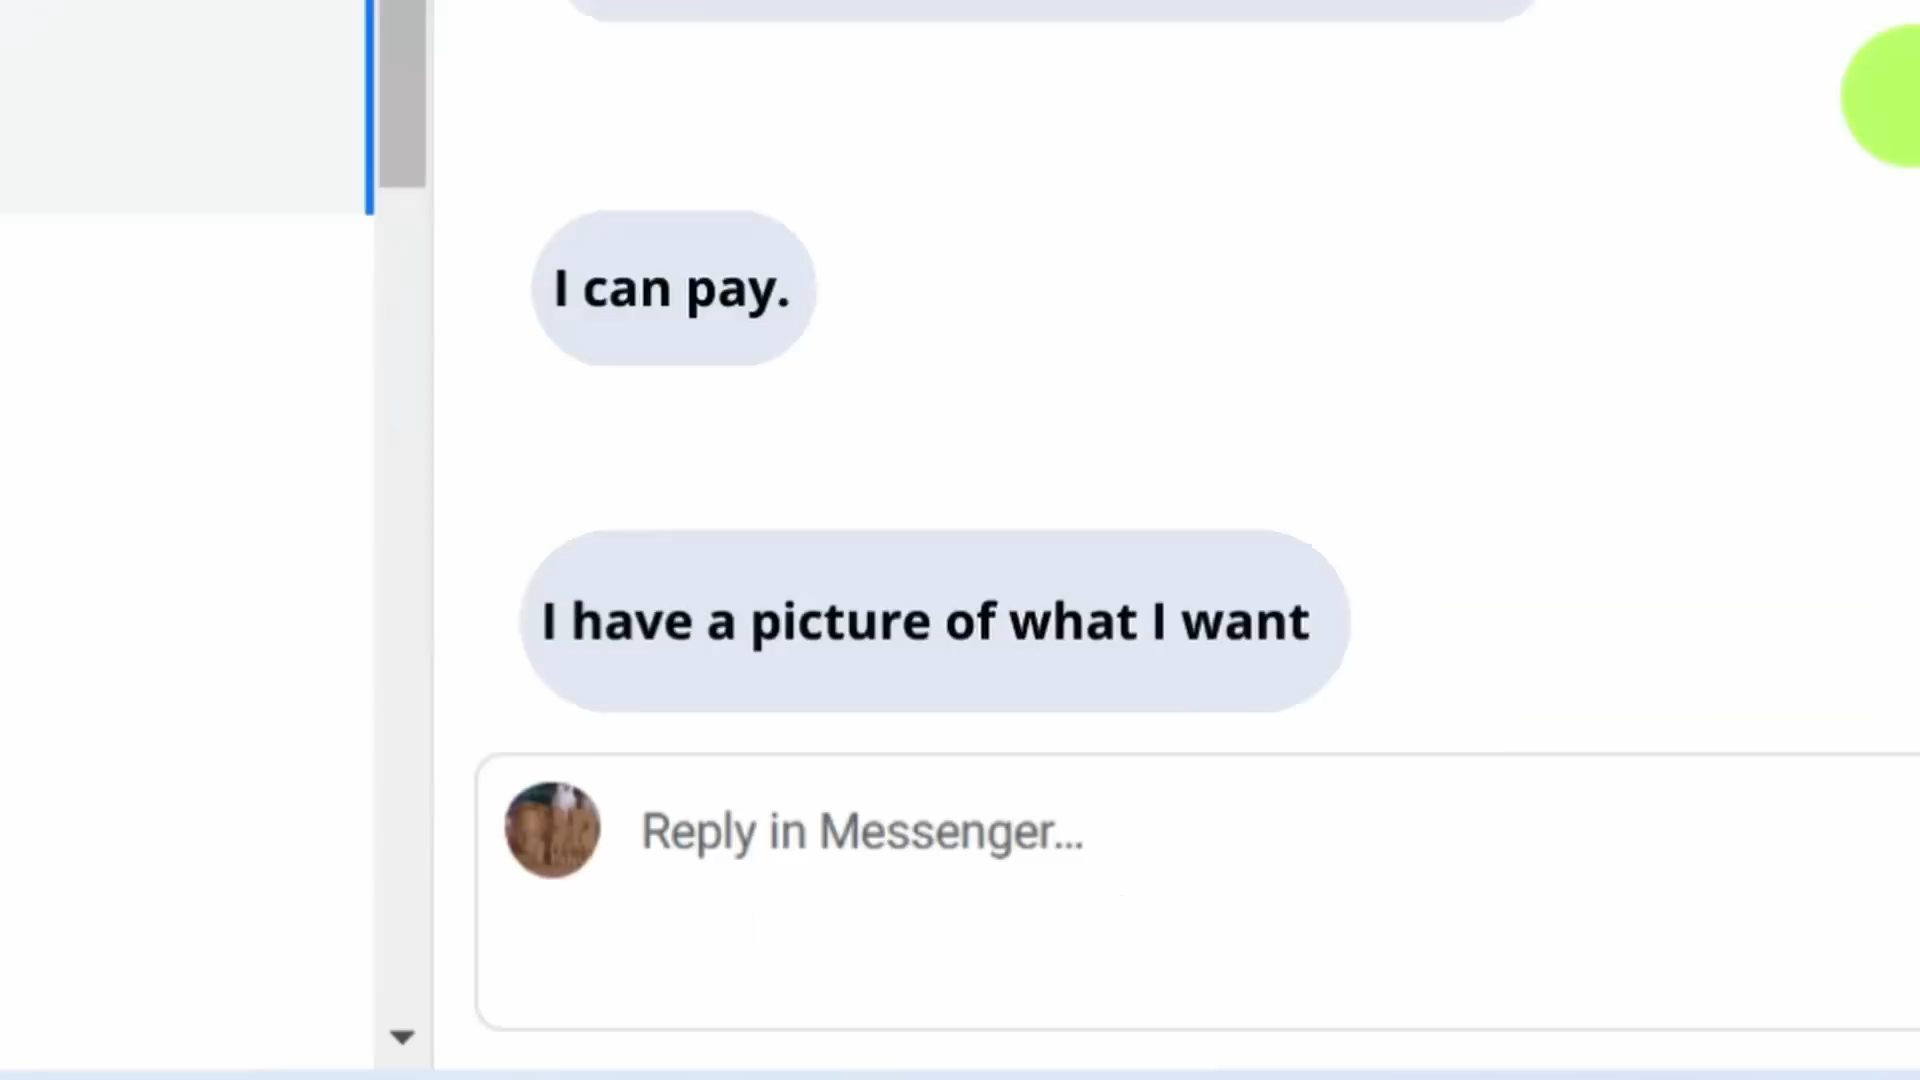 I can pay.
I have a picture of what I want
Reply in Messenger...